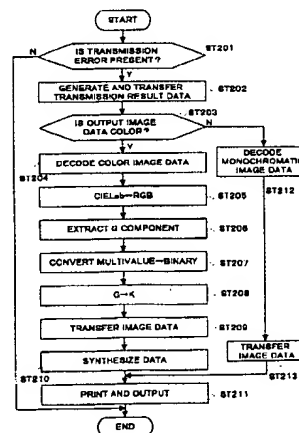 START
IS TRANSMISSION
ERROR PRESENT?
ST201
N
Y
GENERATE AND TRANSFER
TRANSMISSION RESULT DATA
ST202
ST203
IS OUTPUT IMAGE
DATA COLOR?
N
Y
ST204
DECODE COLOR IMAGE DATA
DECODE
MONOCHROMATIC
IMAGE DATA
ST212
CIELab→RGB
ST205
EXTRACT G COMPONENT
ST206
CONVERT MULTIVALUE→BINARY
ST207
G→K
ST208
TRANSFER IMAGE DATA
ST209
SYNTHESIZE DATA
TRANSFER
IMAGE DATA
ST210
ST213
PRINT AND OUTPUT
ST211
END